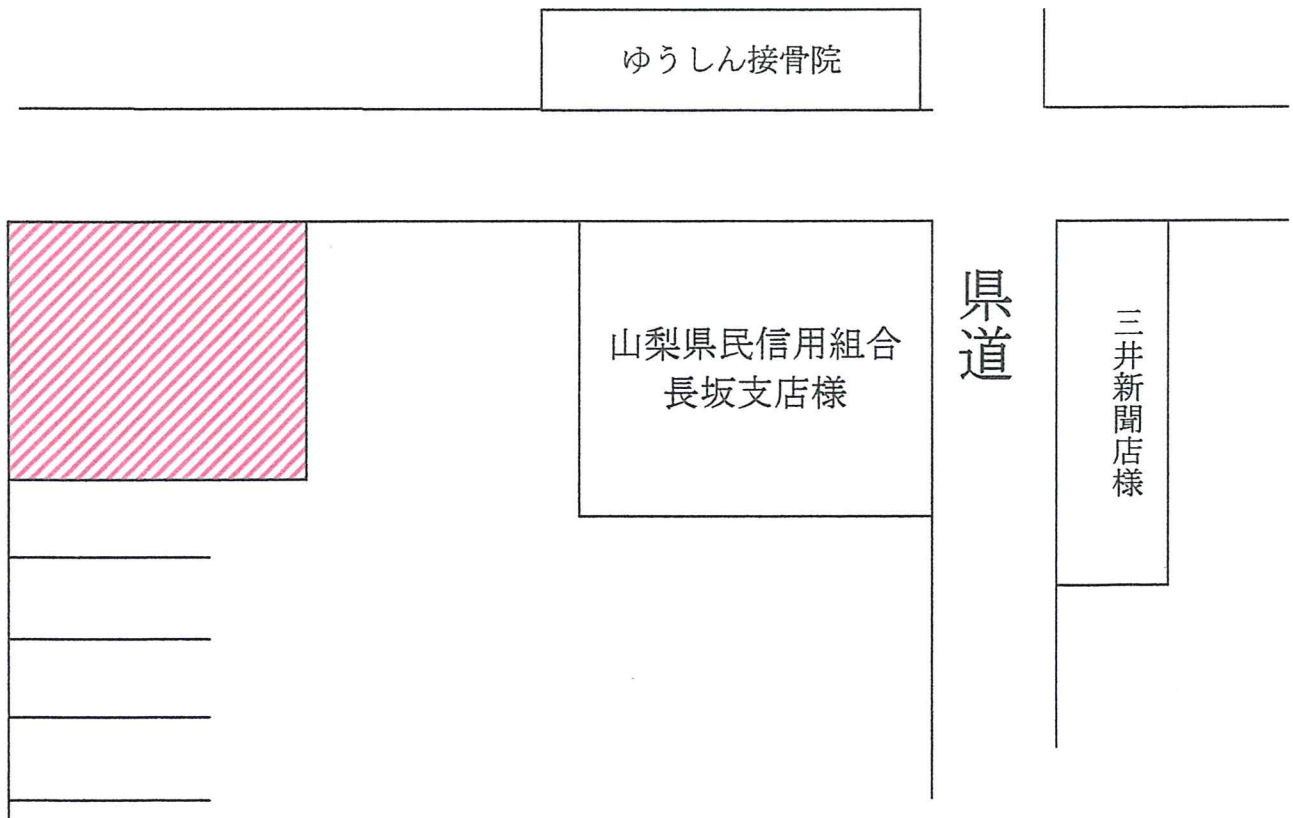 ゆうしん接骨院
山梨県民信用組合
長坂支店様
県道
三井新聞店様